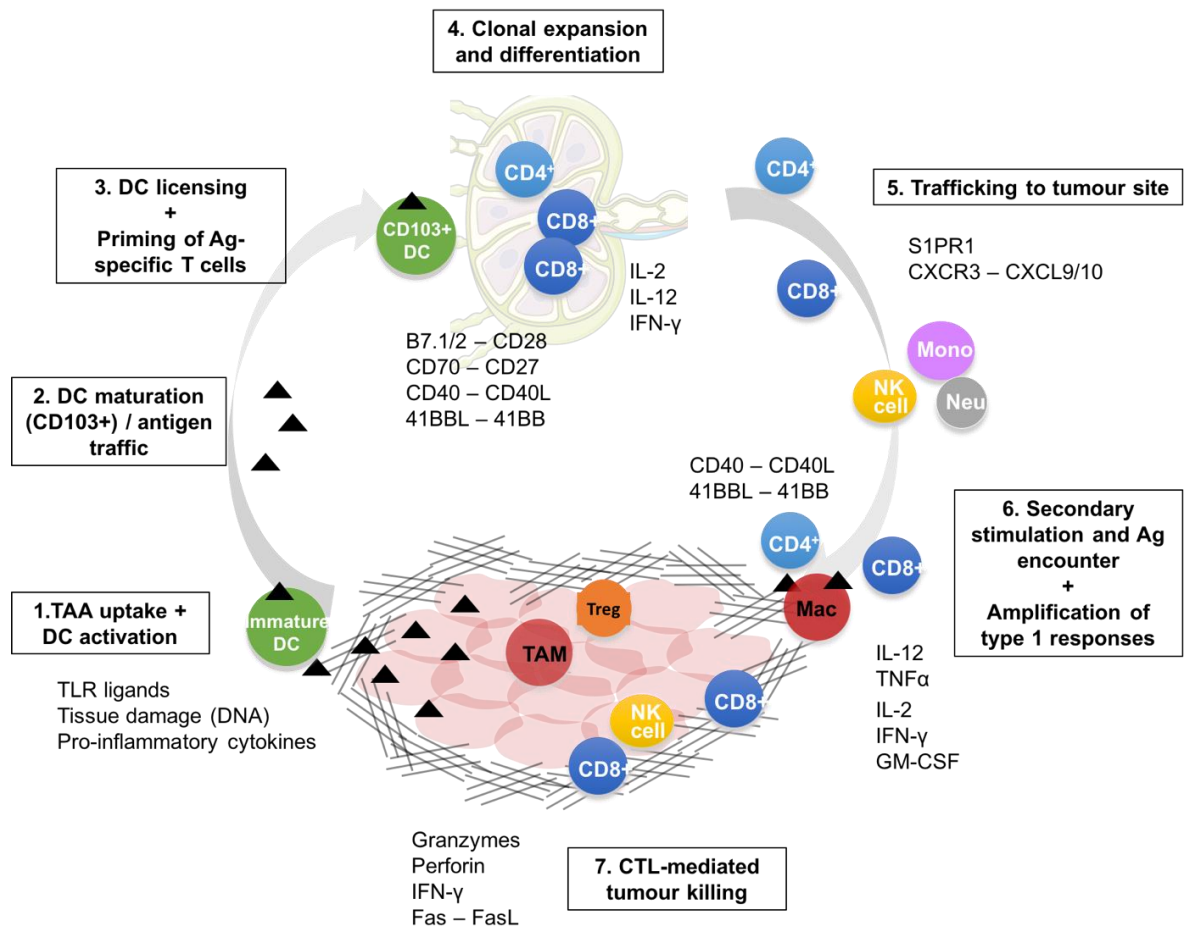 4. Clonal expansion
and differentiation
3. DC licensing
+
Priming of Ag-
specific T cells
CD103+
DC
CD4+
CD8+
CD8+
IL-2
IL-12
IFN-γ
B7.1/2 – CD28
CD70 – CD27
CD40 – CD40L
41BBL – 41BB
CD4+
CD8+
5. Trafficking to tumour site
S1PR1
CXCR3 – CXCL9/10
Mono
NK
cell
Neu
2. DC maturation
(CD103+) / antigen
traffic
CD40 – CD40L
41BBL – 41BB
CD4+
CD8+
Mac
6. Secondary
stimulation and Ag
encounter
+
Amplification of
type 1 responses
IL-12
TNFα
IL-2
IFN-γ
GM-CSF
1.TAA uptake +
DC activation
Immature
DC
TLR ligands
Tissue damage (DNA)
Pro-inflammatory cytokines
Treg
TAM
NK
cell
CD8+
CD8+
Granzymes
Perforin
IFN-γ
Fas – FasL
7. CTL-mediated
tumour killing